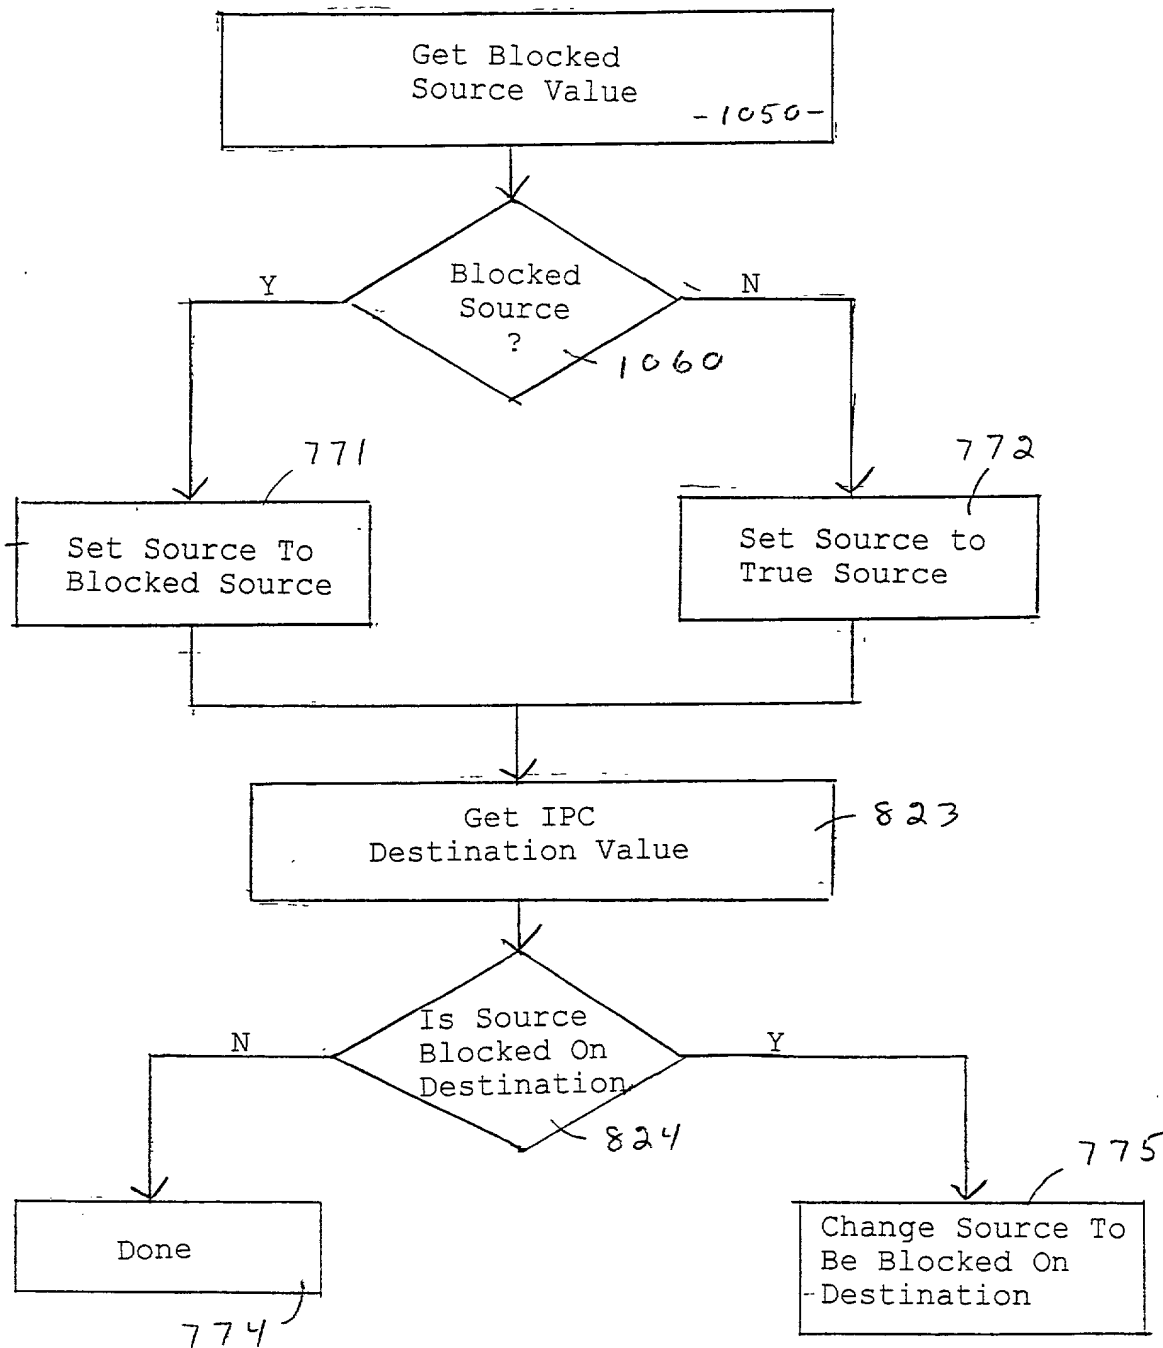 Get Blocked
Source Value
-1050-
Y
Blocked
Source
?
N
1060
771
772
Set Source To
Blocked Source
Set Source to
True Source
Get IPC
Destination Value
823
N
Is Source
Blocked On
Destination
Y
824
775
Done
774
Change Source To
Be Blocked On
Destination